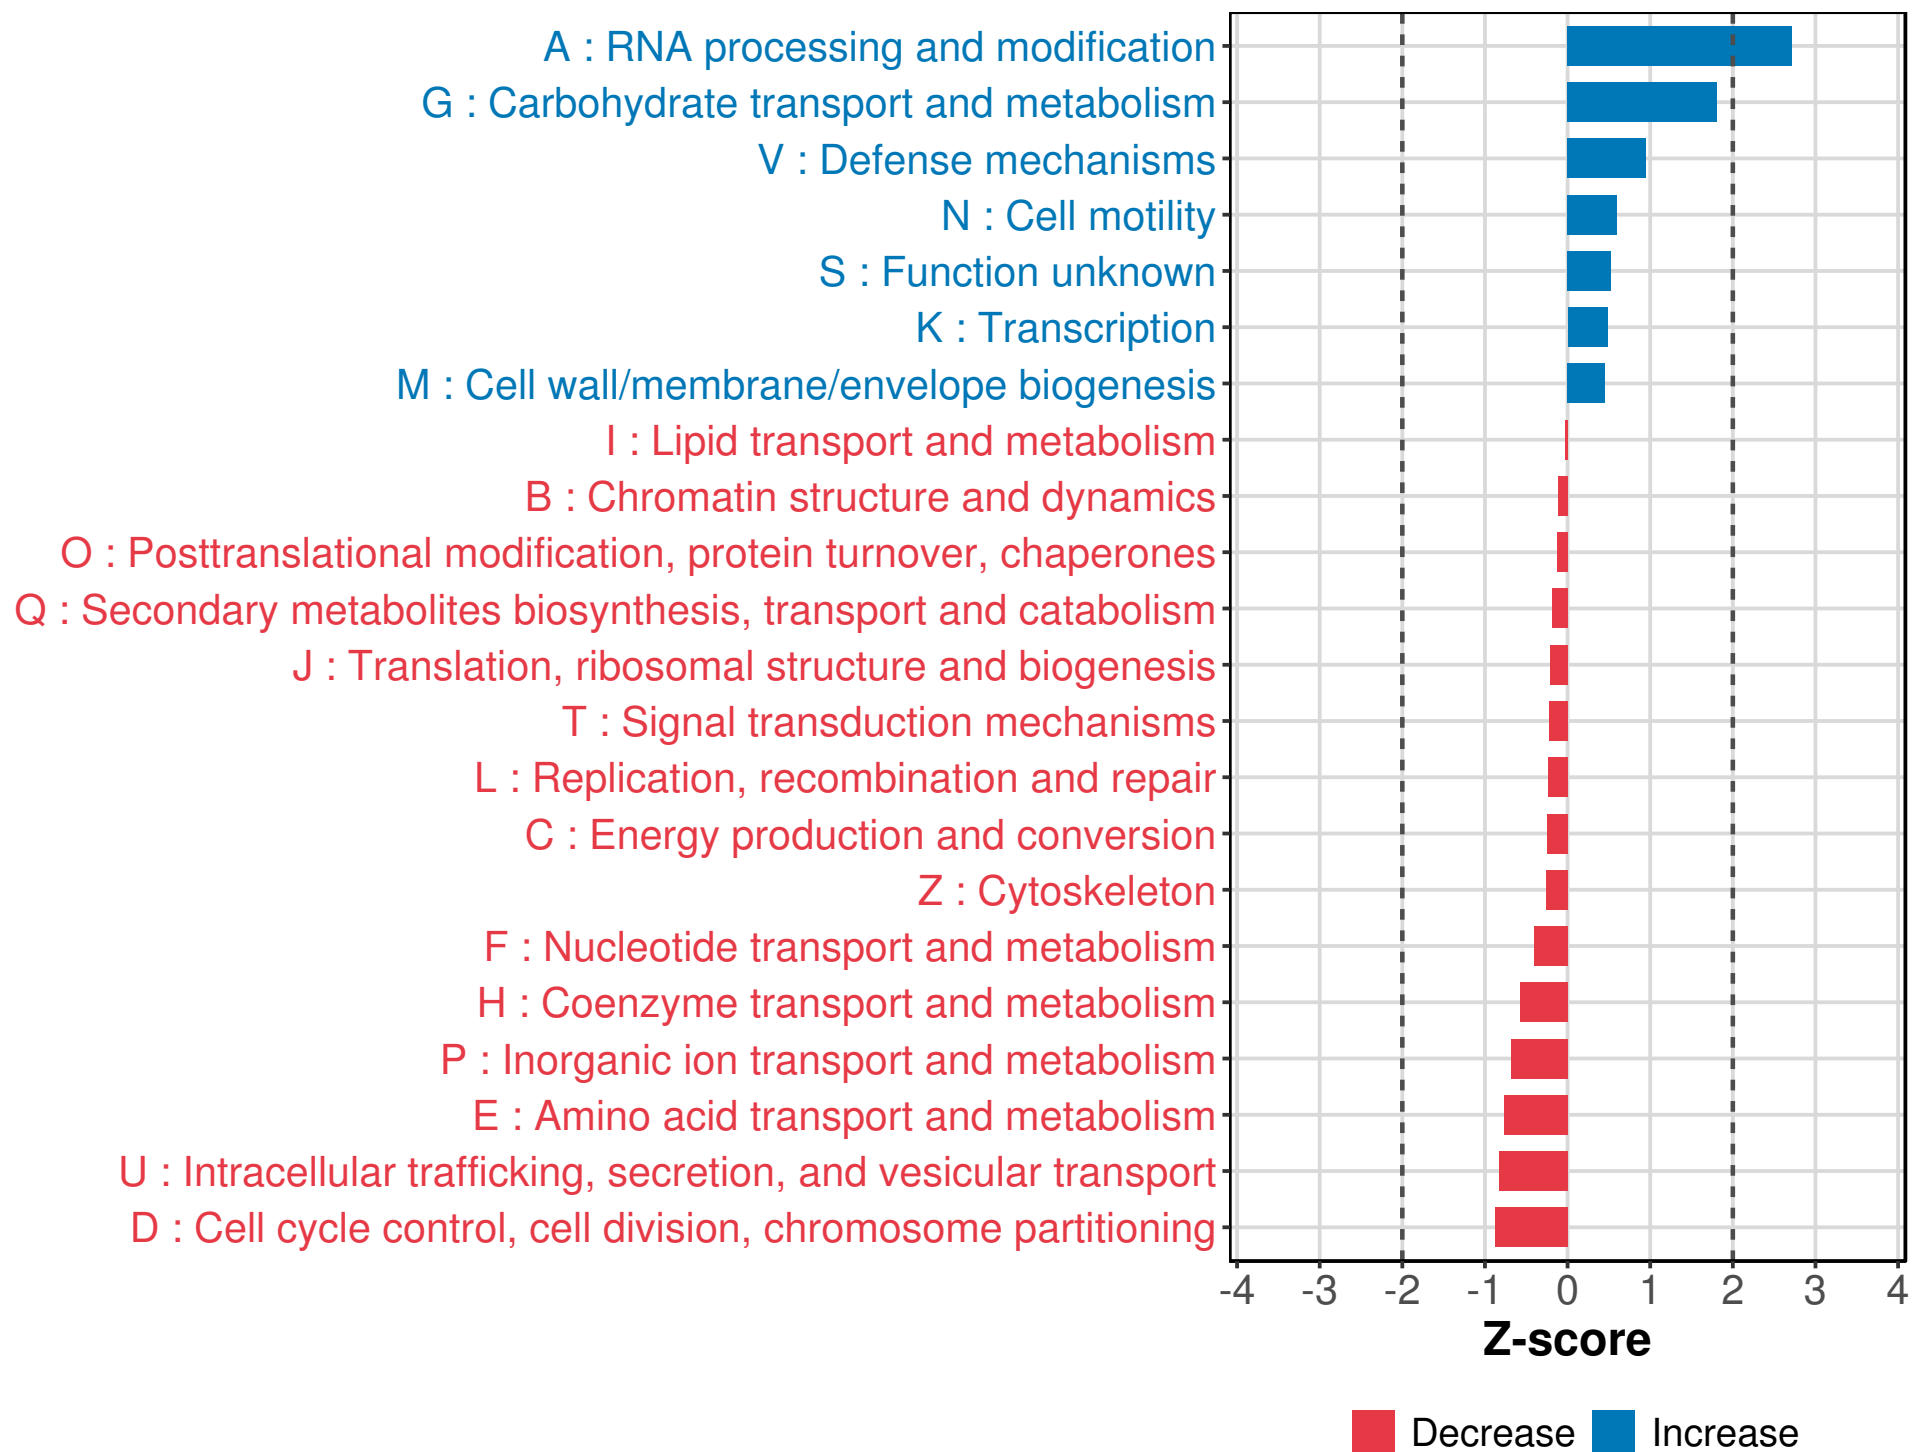 A : RNA processing and modification
G : Carbohydrate transport and metabolism
V : Defense mechanisms
N : Cell motility
S : Function unknown
K : Transcription
M : Cell wall/membrane/envelope biogenesis
I : Lipid transport and metabolism
B : Chromatin structure and dynamics
O : Posttranslational modification, protein turnover, chaperones
Q : Secondary metabolites biosynthesis, transport and catabolism
J : Translation, ribosomal structure and biogenesis
T : Signal transduction mechanisms
L : Replication, recombination and repair
C : Energy production and conversion
Z : Cytoskeleton
F : Nucleotide transport and metabolism
H : Coenzyme transport and metabolism
P : Inorganic ion transport and metabolism
E : Amino acid transport and metabolism
U : Intracellular trafficking, secretion, and vesicular transport
D : Cell cycle control, cell division, chromosome partitioning
-4 -3 -2 -1 0 1 2 3 4
Z-score
Decrease Increase